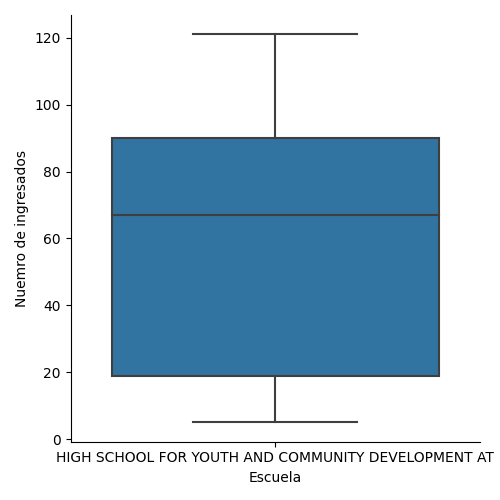 120
100
80
60
40
20
0
Nuemro de ingresados
HIGH SCHOOL FOR YOUTH AND COMMUNITY DEVELOPMENT AT
Escuela